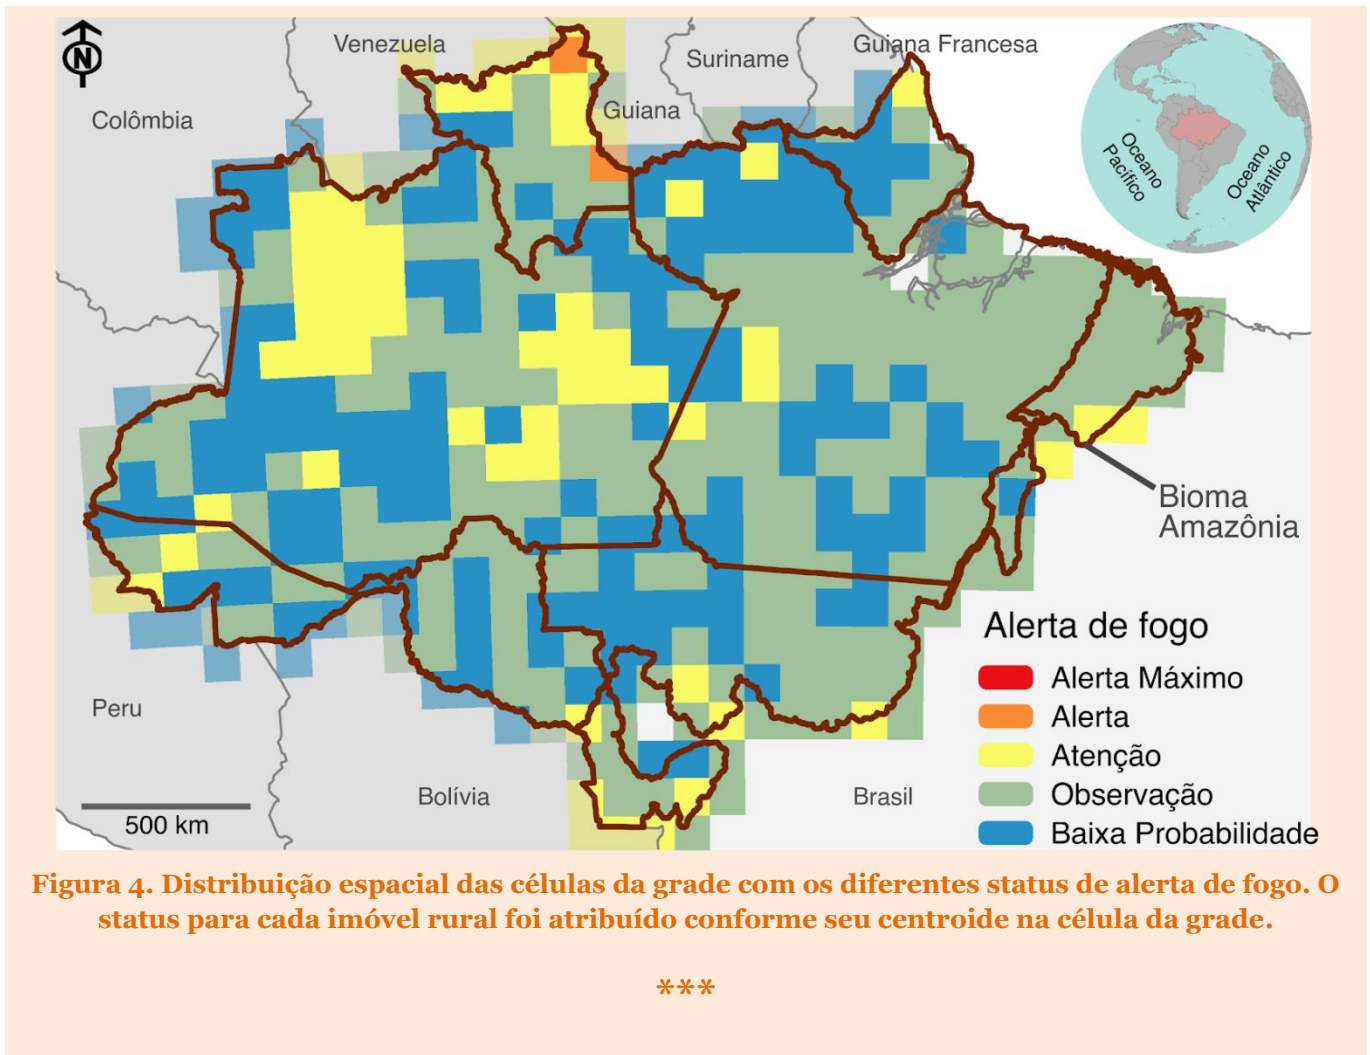 N
Venezuela
Guiana Francesa
Suriname
Colômbia
Guiana
Oceano
Pacífico
Oceano
Atlântico
Bioma
Amazônia
Peru
Bolívia
Brasil
500 km
Alerta de fogo
Alerta Máximo
Alerta
Atenção
Observação
Baixa Probabilidade
Figura 4. Distribuição espacial das células da grade com os diferentes status de alerta de fogo. O
status para cada imóvel rural foi atribuído conforme seu centroide na célula da grade.
***